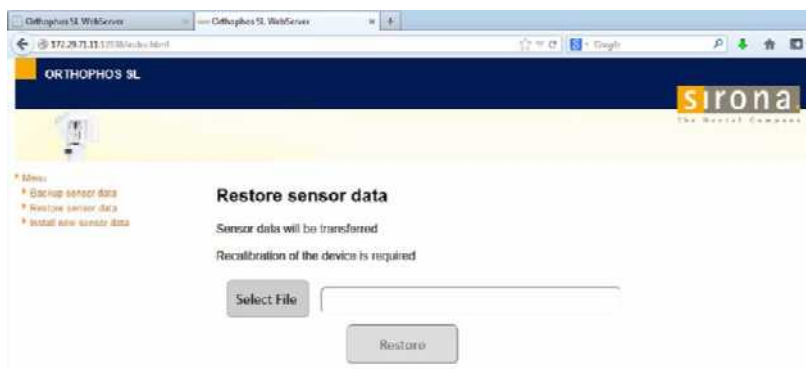 Orthophos SL WebServer
Orthophos SL WebServer
Google
ORTHOPHOS SL
sirona.
The Dental Company
Menu
Backup sensor data
Restore sensor data
Install new sensor data
Restore sensor data
Sensor data will be transferred
Recalibration of the device is required
Select File
Restore